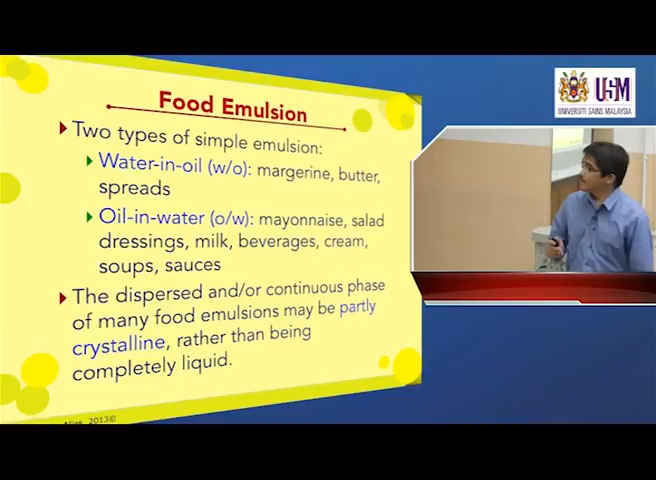 USM
UNIVERSITI SAINS MALAYSIA
Food Emulsion
Two types of simple emulsion:
Water-in-oil (w/o): margerine, butter,
spreads
Oil-in-water (o/w): mayonnaise, salad
dressings, milk, beverages, cream,
soups, sauces
The dispersed and/or continuous phase
of many food emulsions may be partly
crystalline, rather than being
completely liquid.
2013©